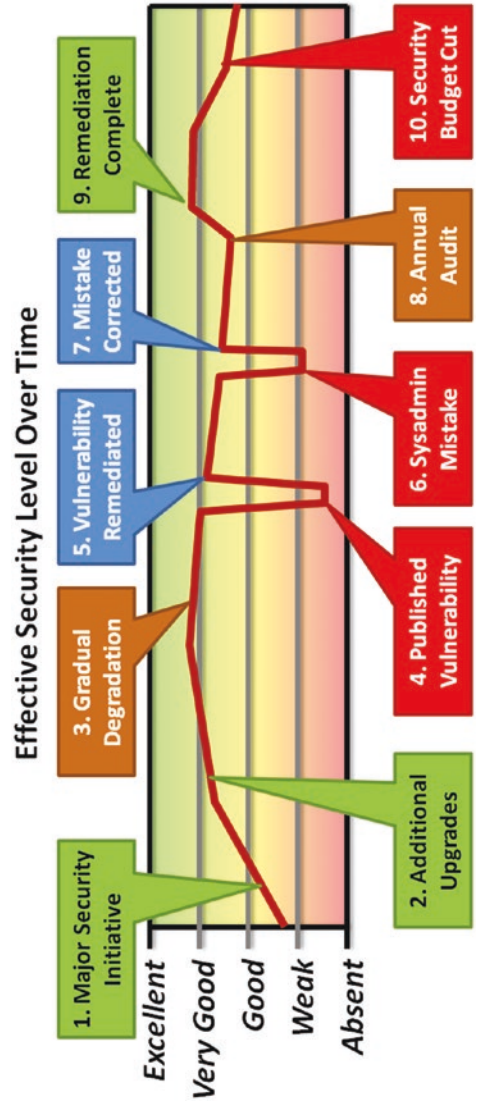 Effective Security Level Over Time
1. Major Security
Initiative
3. Gradual
Degradation
5. Vulnerability
Remediated
7. Mistake
Corrected
9. Remediation
Complete
Excellent
Very Good
Good
Weak
Absent
2. Additional
Upgrades
4. Published
Vulnerability
6. Sysadmin
Mistake
8. Annual
Audit
10. Security
Budget Cut